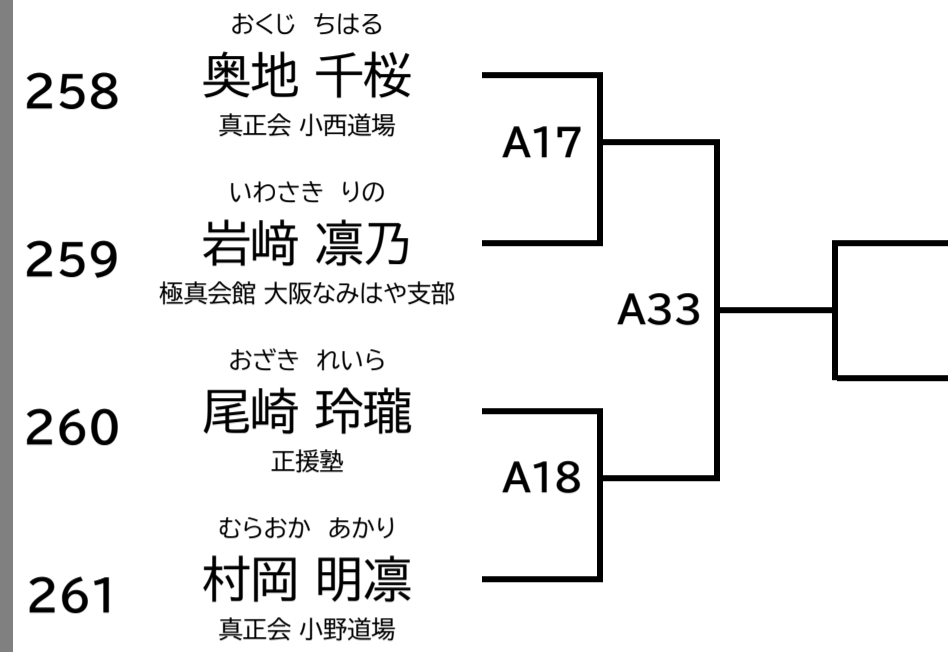 おくじ ちはる
258 奥地 千桜
真正会 小西道場
A17
いわさき りの
259 岩﨑 凛乃
極真会館 大阪なみはや支部
A33
おざき れいら
260 尾崎 玲瓏
正援塾
A18
むらおか あかり
261 村岡 明凛
真正会 小野道場